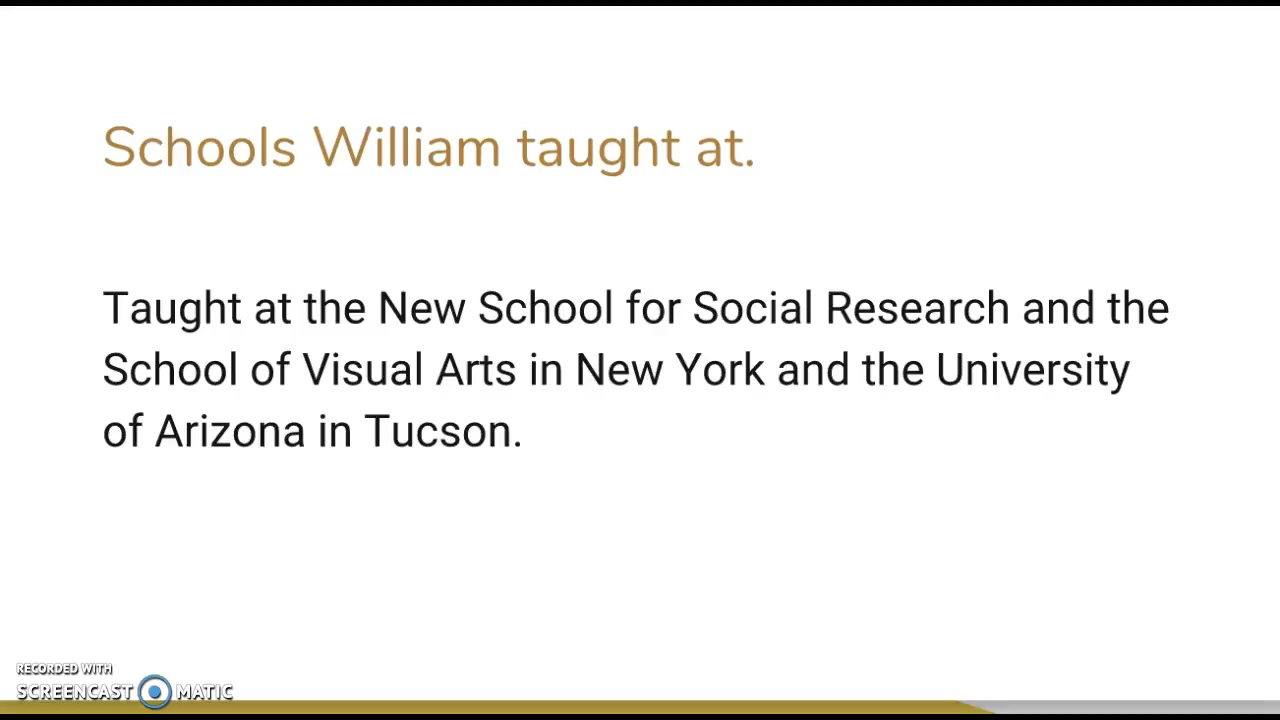 Schools William taught at.
Taught at the New School for Social Research and the
School of Visual Arts in New York and the University
of Arizona in Tucson.
RECORDED WITH
SCREENCAST MATIC